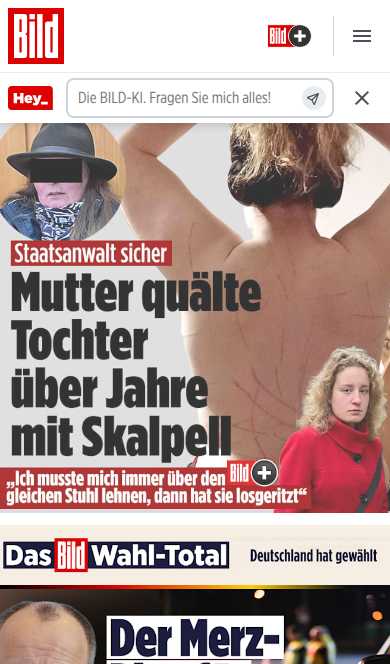 Bild
Bild
Hey_
Die BILD-KI. Fragen Sie mich alles!
Staatsanwalt sicher
Mutter quälte
Tochter
über Jahre
mit Skalpell
„Ich musste mich immer über den Bild
gleichen Stuhl lehnen, dann hat sie losgeritzt“
Das Bild Wahl-Total
Deutschland hat gewählt
Der Merz-